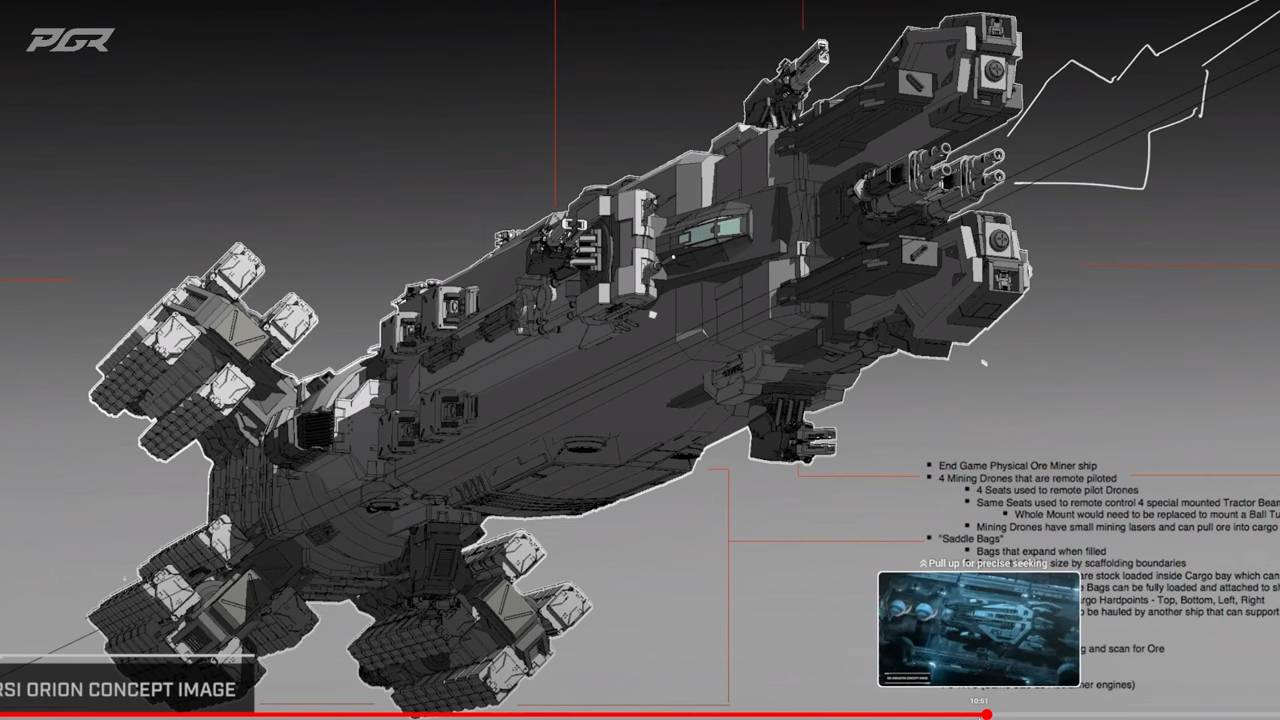 PGR
End Game Physical Ore Miner ship
4 Mining Drones that are remote piloted
4 Seats used to remote pilot Drones
Same Seats used to remote control 4 special mounted Tractor Bear
Whole Mount would need to be replaced to mount a Ball Tu
Mining Drones have small mining lasers and can pull ore into cargo
"Saddle Bags"
Bags that expand when filled
size by scaffolding boundaries
Pull up for precise seeking
are stock loaded inside Cargo bay which can
Bags can be fully loaded and attached to sh
rgo Hardpoints - Top, Bottom, Left, Right
be hauled by another ship that can support
g and scan for Ore
engines)
RSI ORION CONCEPT IMAGE
10:51